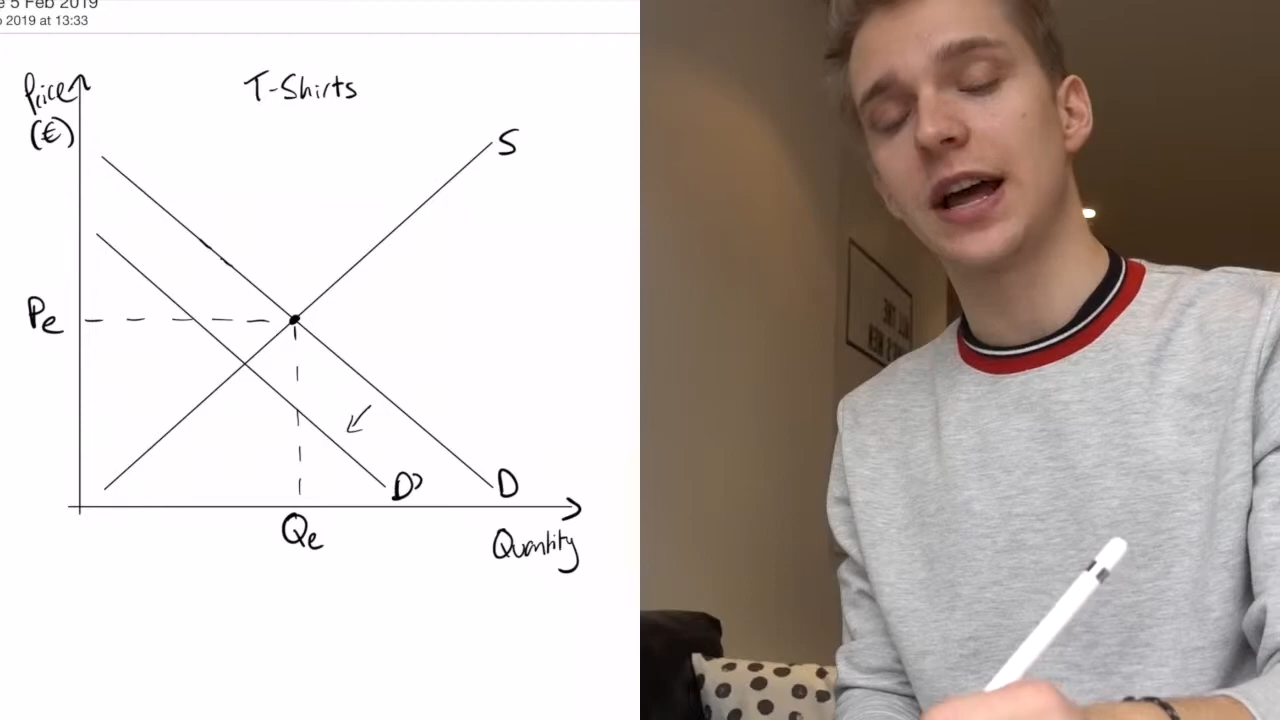 5 Feb 2019
2019 at 13:33
Price
(€)
T-Shirts
S
Pe
D'
D
Qe
Quantity